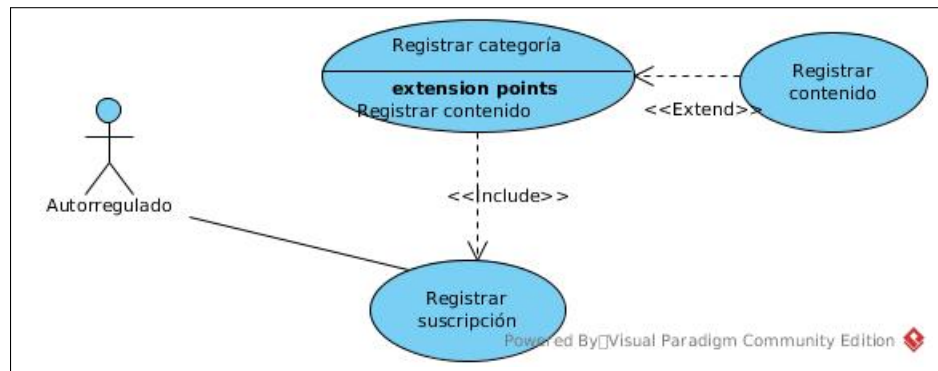 Registrar categoría
extension points
Registrar contenido
Registrar
contenido
<<Extend>>
Autorregulado
<<Include>>
Registrar
suscripción
Powered By Visual Paradigm Community Edition